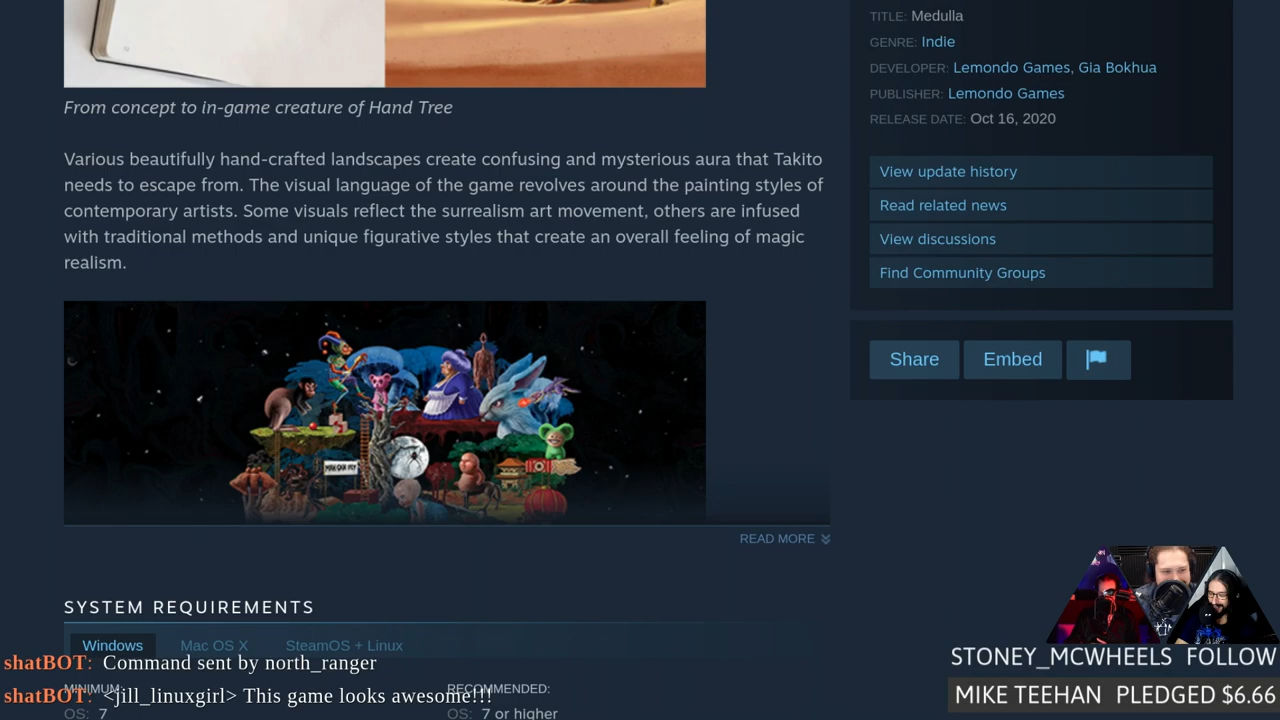 From concept to in-game creature of Hand Tree
Various beautifully hand-crafted landscapes create confusing and mysterious aura that Takito
needs to escape from. The visual language of the game revolves around the painting styles of
contemporary artists. Some visuals reflect the surrealism art movement, others are infused
with traditional methods and unique figurative styles that create an overall feeling of magic
realism.
READ MORE
SYSTEM REQUIREMENTS
Windows Mac OS X SteamOS + Linux
MINIMUM: RECOMMENDED:
OS: 7 OS: 7 or higher
shatBOT: Command sent by north_ranger
shatBOT: <jill_linuxgirl> This game looks awesome!!!
TITLE: Medulla
GENRE: Indie
DEVELOPER: Lemondo Games, Gia Bokhua
PUBLISHER: Lemondo Games
RELEASE DATE: Oct 16, 2020
View update history
Read related news
View discussions
Find Community Groups
Share Embed
STONEY_MCWHEELS FOLLOW
MIKE TEEHAN PLEDGED $6.66